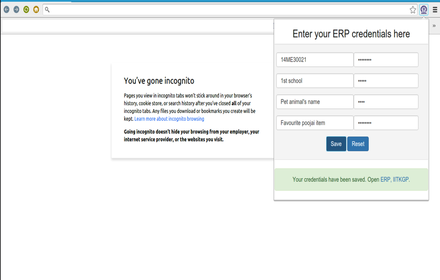 Enter your ERP credentials here
14ME30021
••••••••
1st school
•••••
Pet animal's name
••••
Favourite poojal item
••••••••
Save Reset
Your credentials have been saved. Open ERP, IITKGP.
You've gone incognito
Pages you view in incognito tabs won't stick around in your browser's
history, cookie store, or search history after you've closed all of your
incognito tabs. Any files you download or bookmarks you create will be
kept. Learn more about incognito browsing
Going incognito doesn't hide your browsing from your employer, your
internet service provider, or the websites you visit.